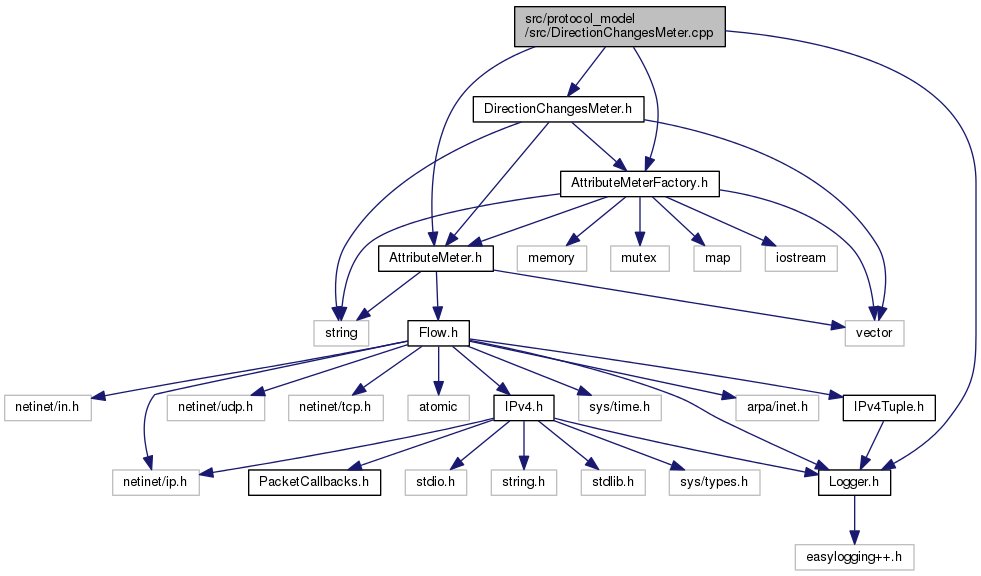 src/protocol_model
/src/DirectionChangesMeter.cpp
DirectionChangesMeter.h
AttributeMeterFactory.h
AttributeMeter.h
memory
mutex
map
iostream
string
Flow.h
vector
netinet/in.h
netinet/udp.h
netinet/tcp.h
atomic
IPv4.h
sys/time.h
arpa/inet.h
IPv4Tuple.h
netinet/ip.h
PacketCallbacks.h
stdio.h
string.h
stdlib.h
sys/types.h
Logger.h
easylogging++.h